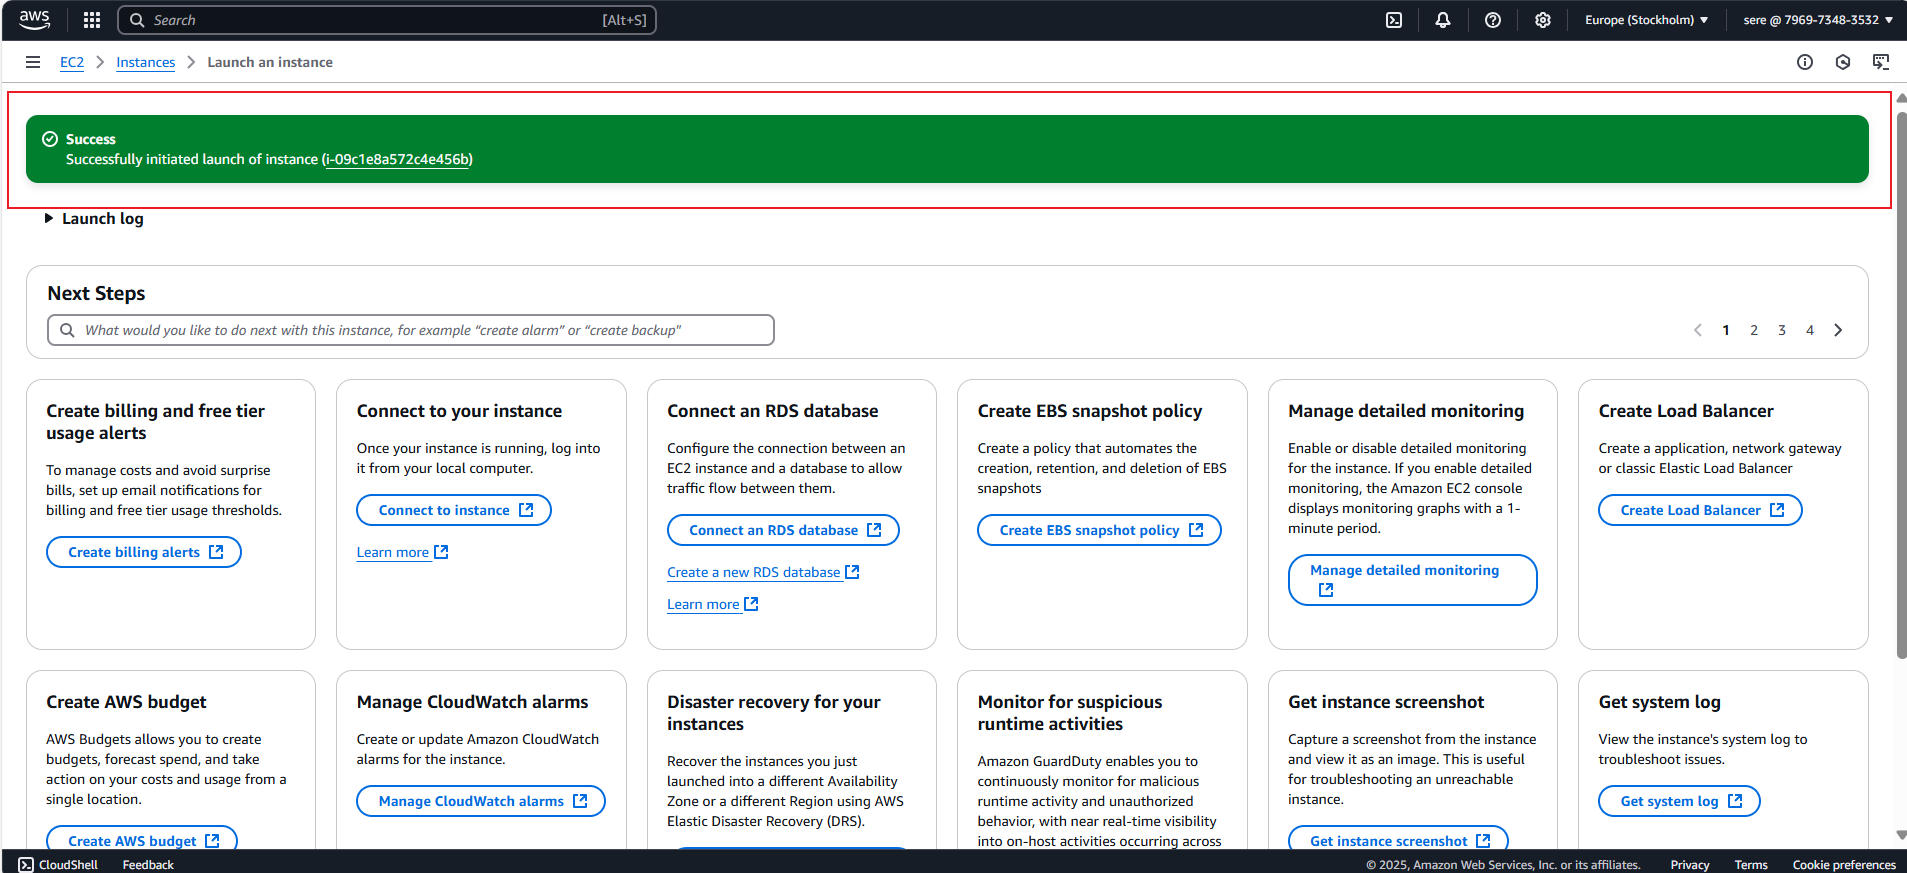 aws
Search [Alt+S]
Europe (Stockholm) ▼
sere @ 7969-7348-3532 ▼
EC2 > Instances > Launch an instance
Success
Successfully initiated launch of instance (i-09c1e8a572c4e456b)
Launch log
Next Steps
What would you like to do next with this instance, for example “create alarm” or “create backup”
1 2 3 4
Create billing and free tier
usage alerts
To manage costs and avoid surprise
bills, set up email notifications for
billing and free tier usage thresholds.
Create billing alerts
Connect to your instance
Once your instance is running, log into
it from your local computer.
Connect to instance
Learn more
Connect an RDS database
Configure the connection between an
EC2 instance and a database to allow
traffic flow between them.
Connect an RDS database
Create a new RDS database
Learn more
Create EBS snapshot policy
Create a policy that automates the
creation, retention, and deletion of EBS
snapshots
Create EBS snapshot policy
Manage detailed monitoring
Enable or disable detailed monitoring
for the instance. If you enable detailed
monitoring, the Amazon EC2 console
displays monitoring graphs with a 1-
minute period.
Manage detailed monitoring
Create Load Balancer
Create a application, network gateway
or classic Elastic Load Balancer
Create Load Balancer
Create AWS budget
AWS Budgets allows you to create
budgets, forecast spend, and take
action on your costs and usage from a
single location.
Create AWS budget
Manage CloudWatch alarms
Create or update Amazon CloudWatch
alarms for the instance.
Manage CloudWatch alarms
Disaster recovery for your
instances
Recover the instances you just
launched into a different Availability
Zone or a different Region using AWS
Elastic Disaster Recovery (DRS).
Monitor for suspicious
runtime activities
Amazon GuardDuty enables you to
continuously monitor for malicious
runtime activity and unauthorized
behavior, with near real-time visibility
into on-host activities occurring across
Get instance screenshot
Capture a screenshot from the instance
and view it as an image. This is useful
for troubleshooting an unreachable
instance.
Get instance screenshot
Get system log
View the instance's system log to
troubleshoot issues.
Get system log
CloudShell Feedback
© 2025, Amazon Web Services, Inc. or its affiliates. Privacy Terms Cookie preferences